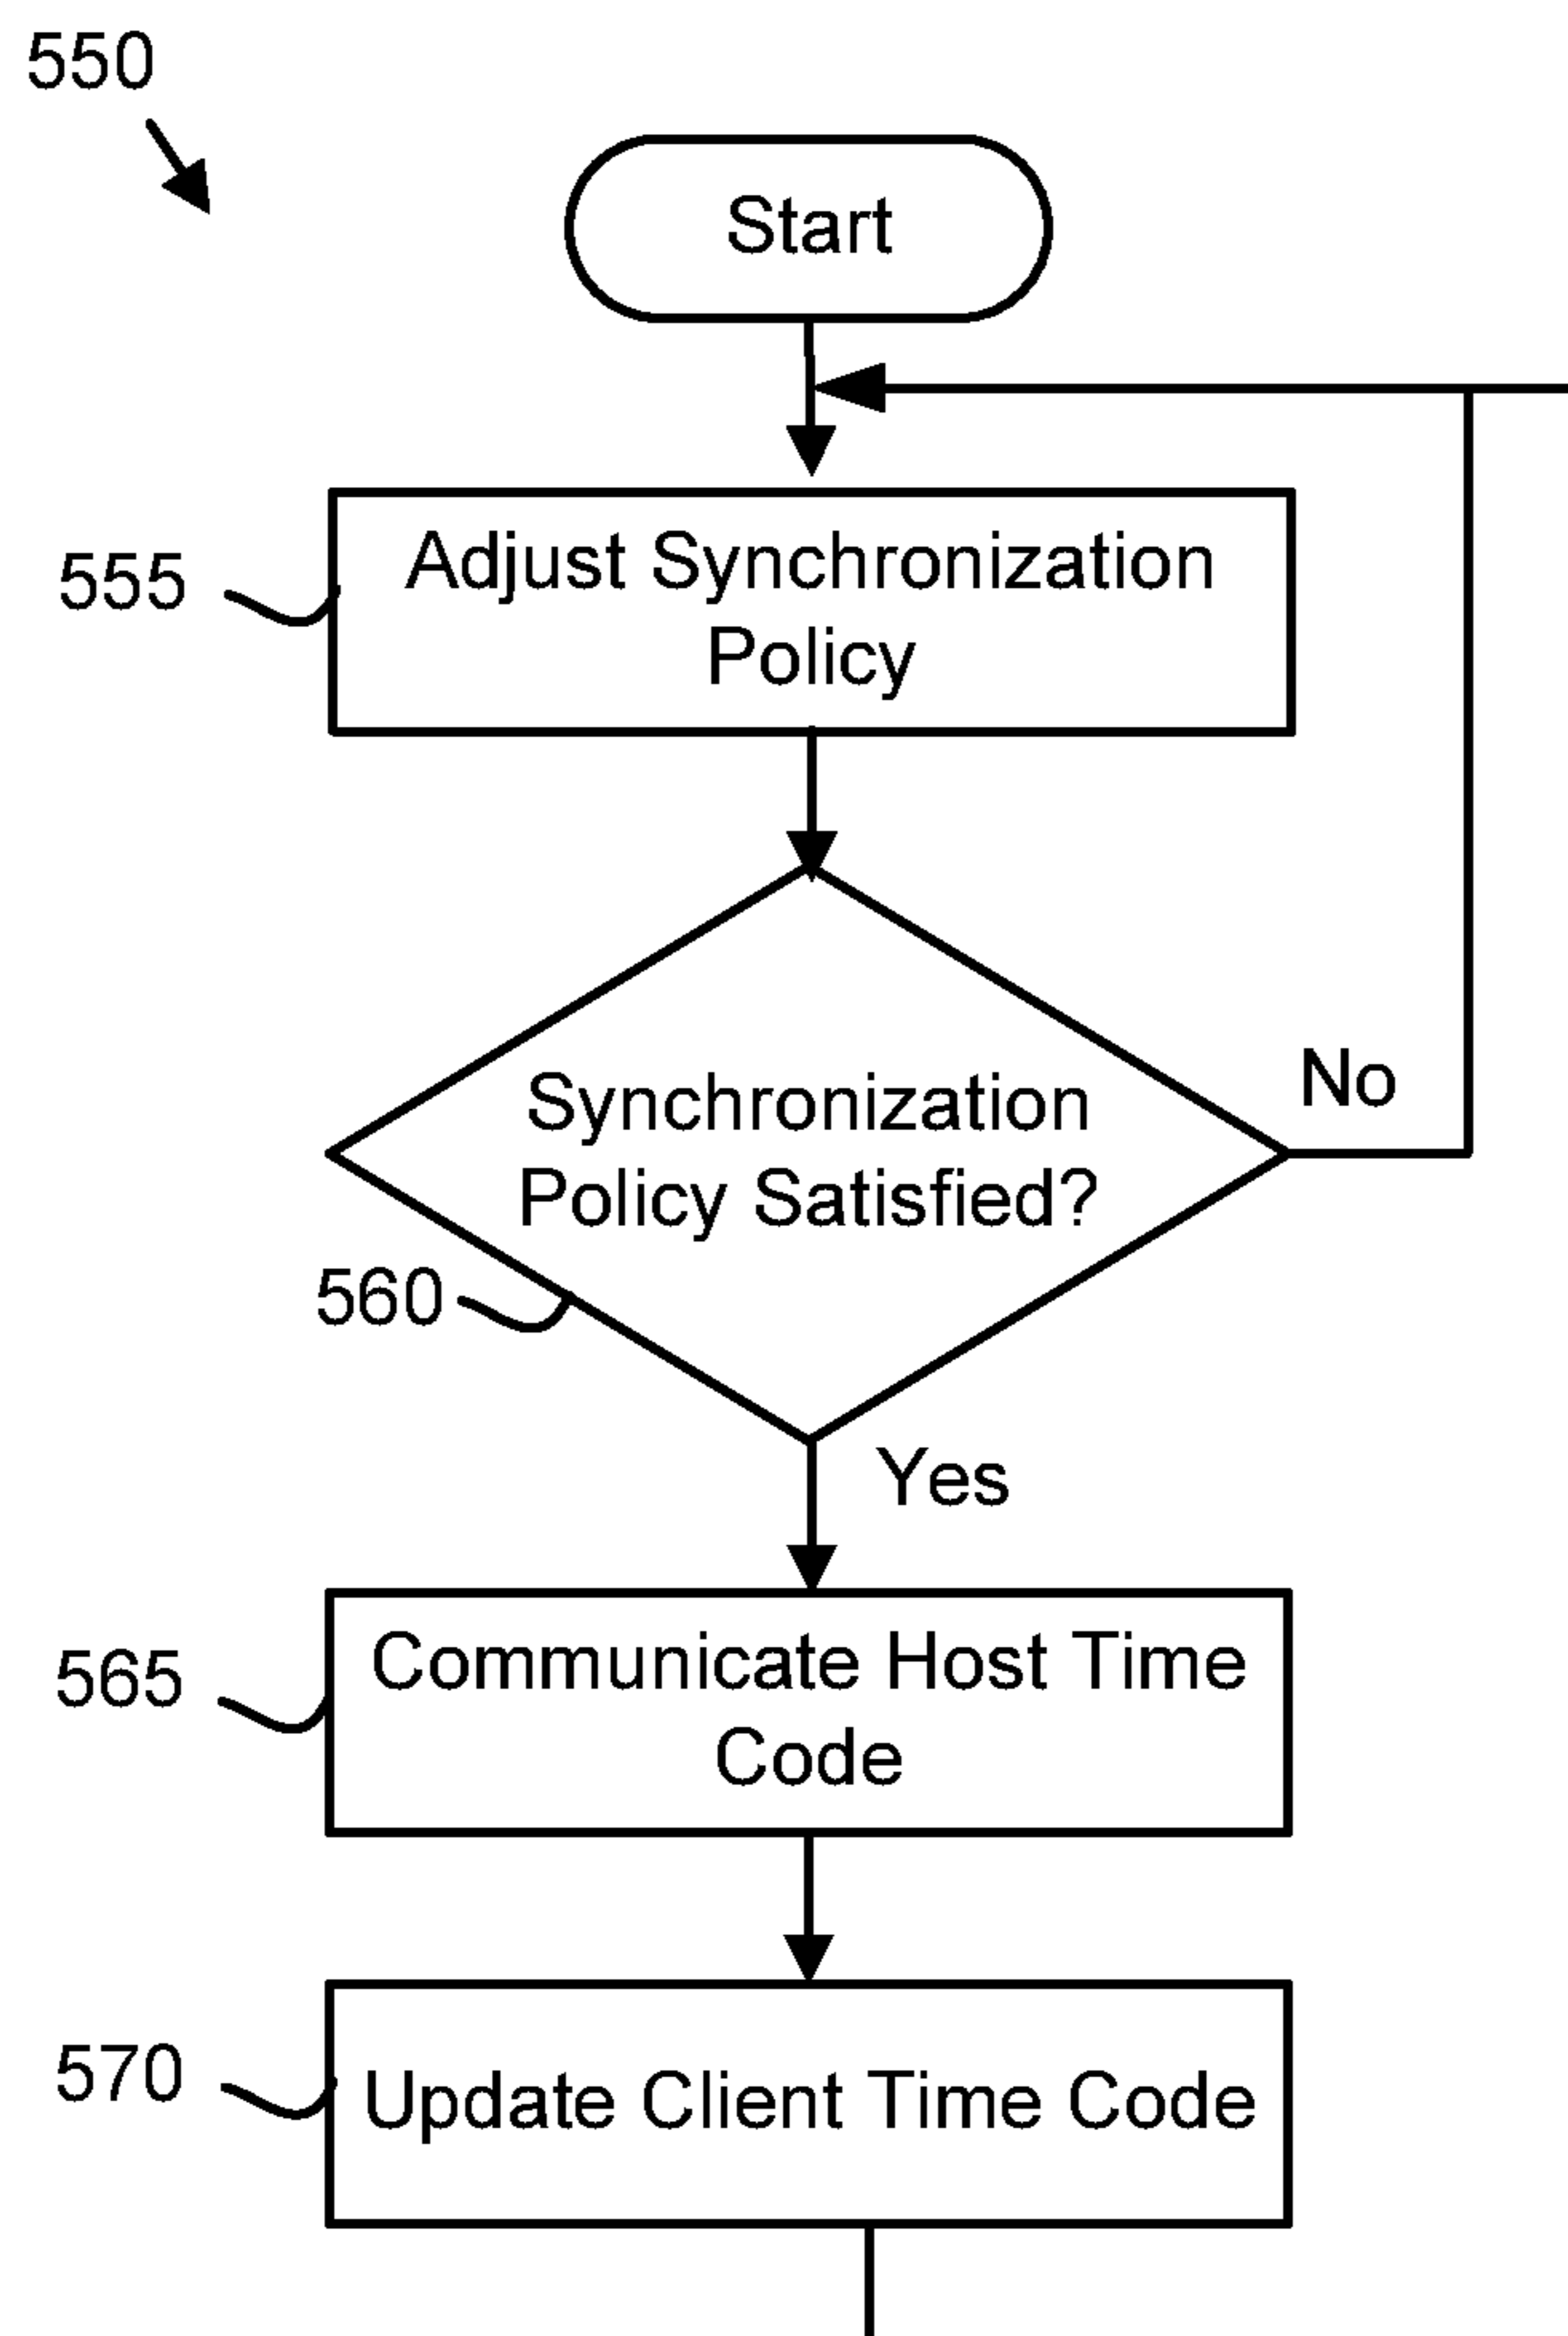 550
Start
555
Adjust Synchronization
Policy
Synchronization
Policy Satisfied?
No
560
Yes
565
Communicate Host Time
Code
570
Update Client Time Code